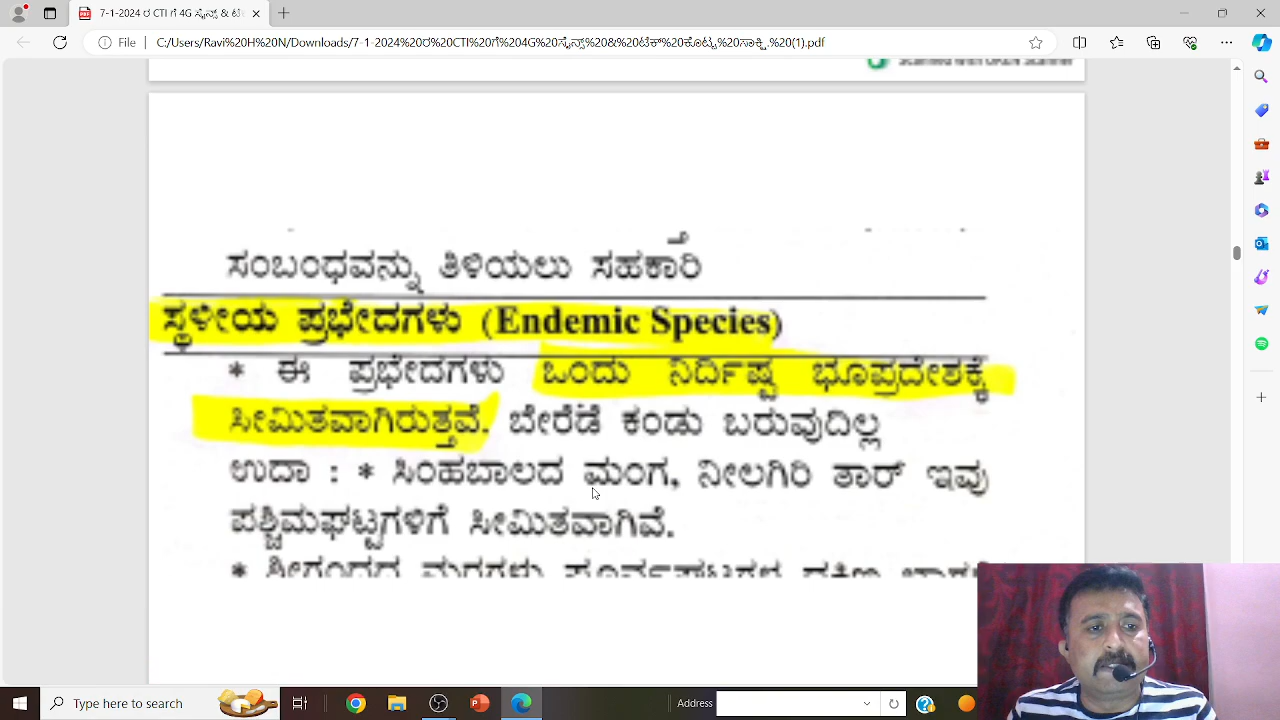 7-1-2024 ರ CTI ಗೆ 4G ಸೈನ್ಸ್ & ಟೆಕ
File
C:/Users/Ravi%20H%20N/Downloads/7-1-2024%20ರ%20CTI%20ಗೆ%204G%20ಸೈನ್ಸ್%20&%20ಟೆಕ್%20ಕೊಟ್ಟ%20ಸಾಕ್ಷಿ.%20(1).pdf
ಸಂಬಂಧವನ್ನು ತಿಳಿಯಲು ಸಹಕಾರಿ
ಸ್ಥಳೀಯ ಪ್ರಭೇದಗಳು (Endemic Species)
* ಈ ಪ್ರಭೇದಗಳು ಒಂದು ನಿರ್ದಿಷ್ಟ ಭೂಪ್ರದೇಶಕ್ಕೆ
ಸೀಮಿತವಾಗಿರುತ್ತವೆ. ಬೇರೆಡೆ ಕಂಡು ಬರುವುದಿಲ್ಲ
ಉದಾ : * ಸಿಂಹಬಾಲದ ಮಂಗ, ನೀಲಗಿರಿ ತಾರ್ ಇವು
ಪಶ್ಚಿಮಘಟ್ಟಗಳಿಗೆ ಸೀಮಿತವಾಗಿವೆ.
Type here to search
Address